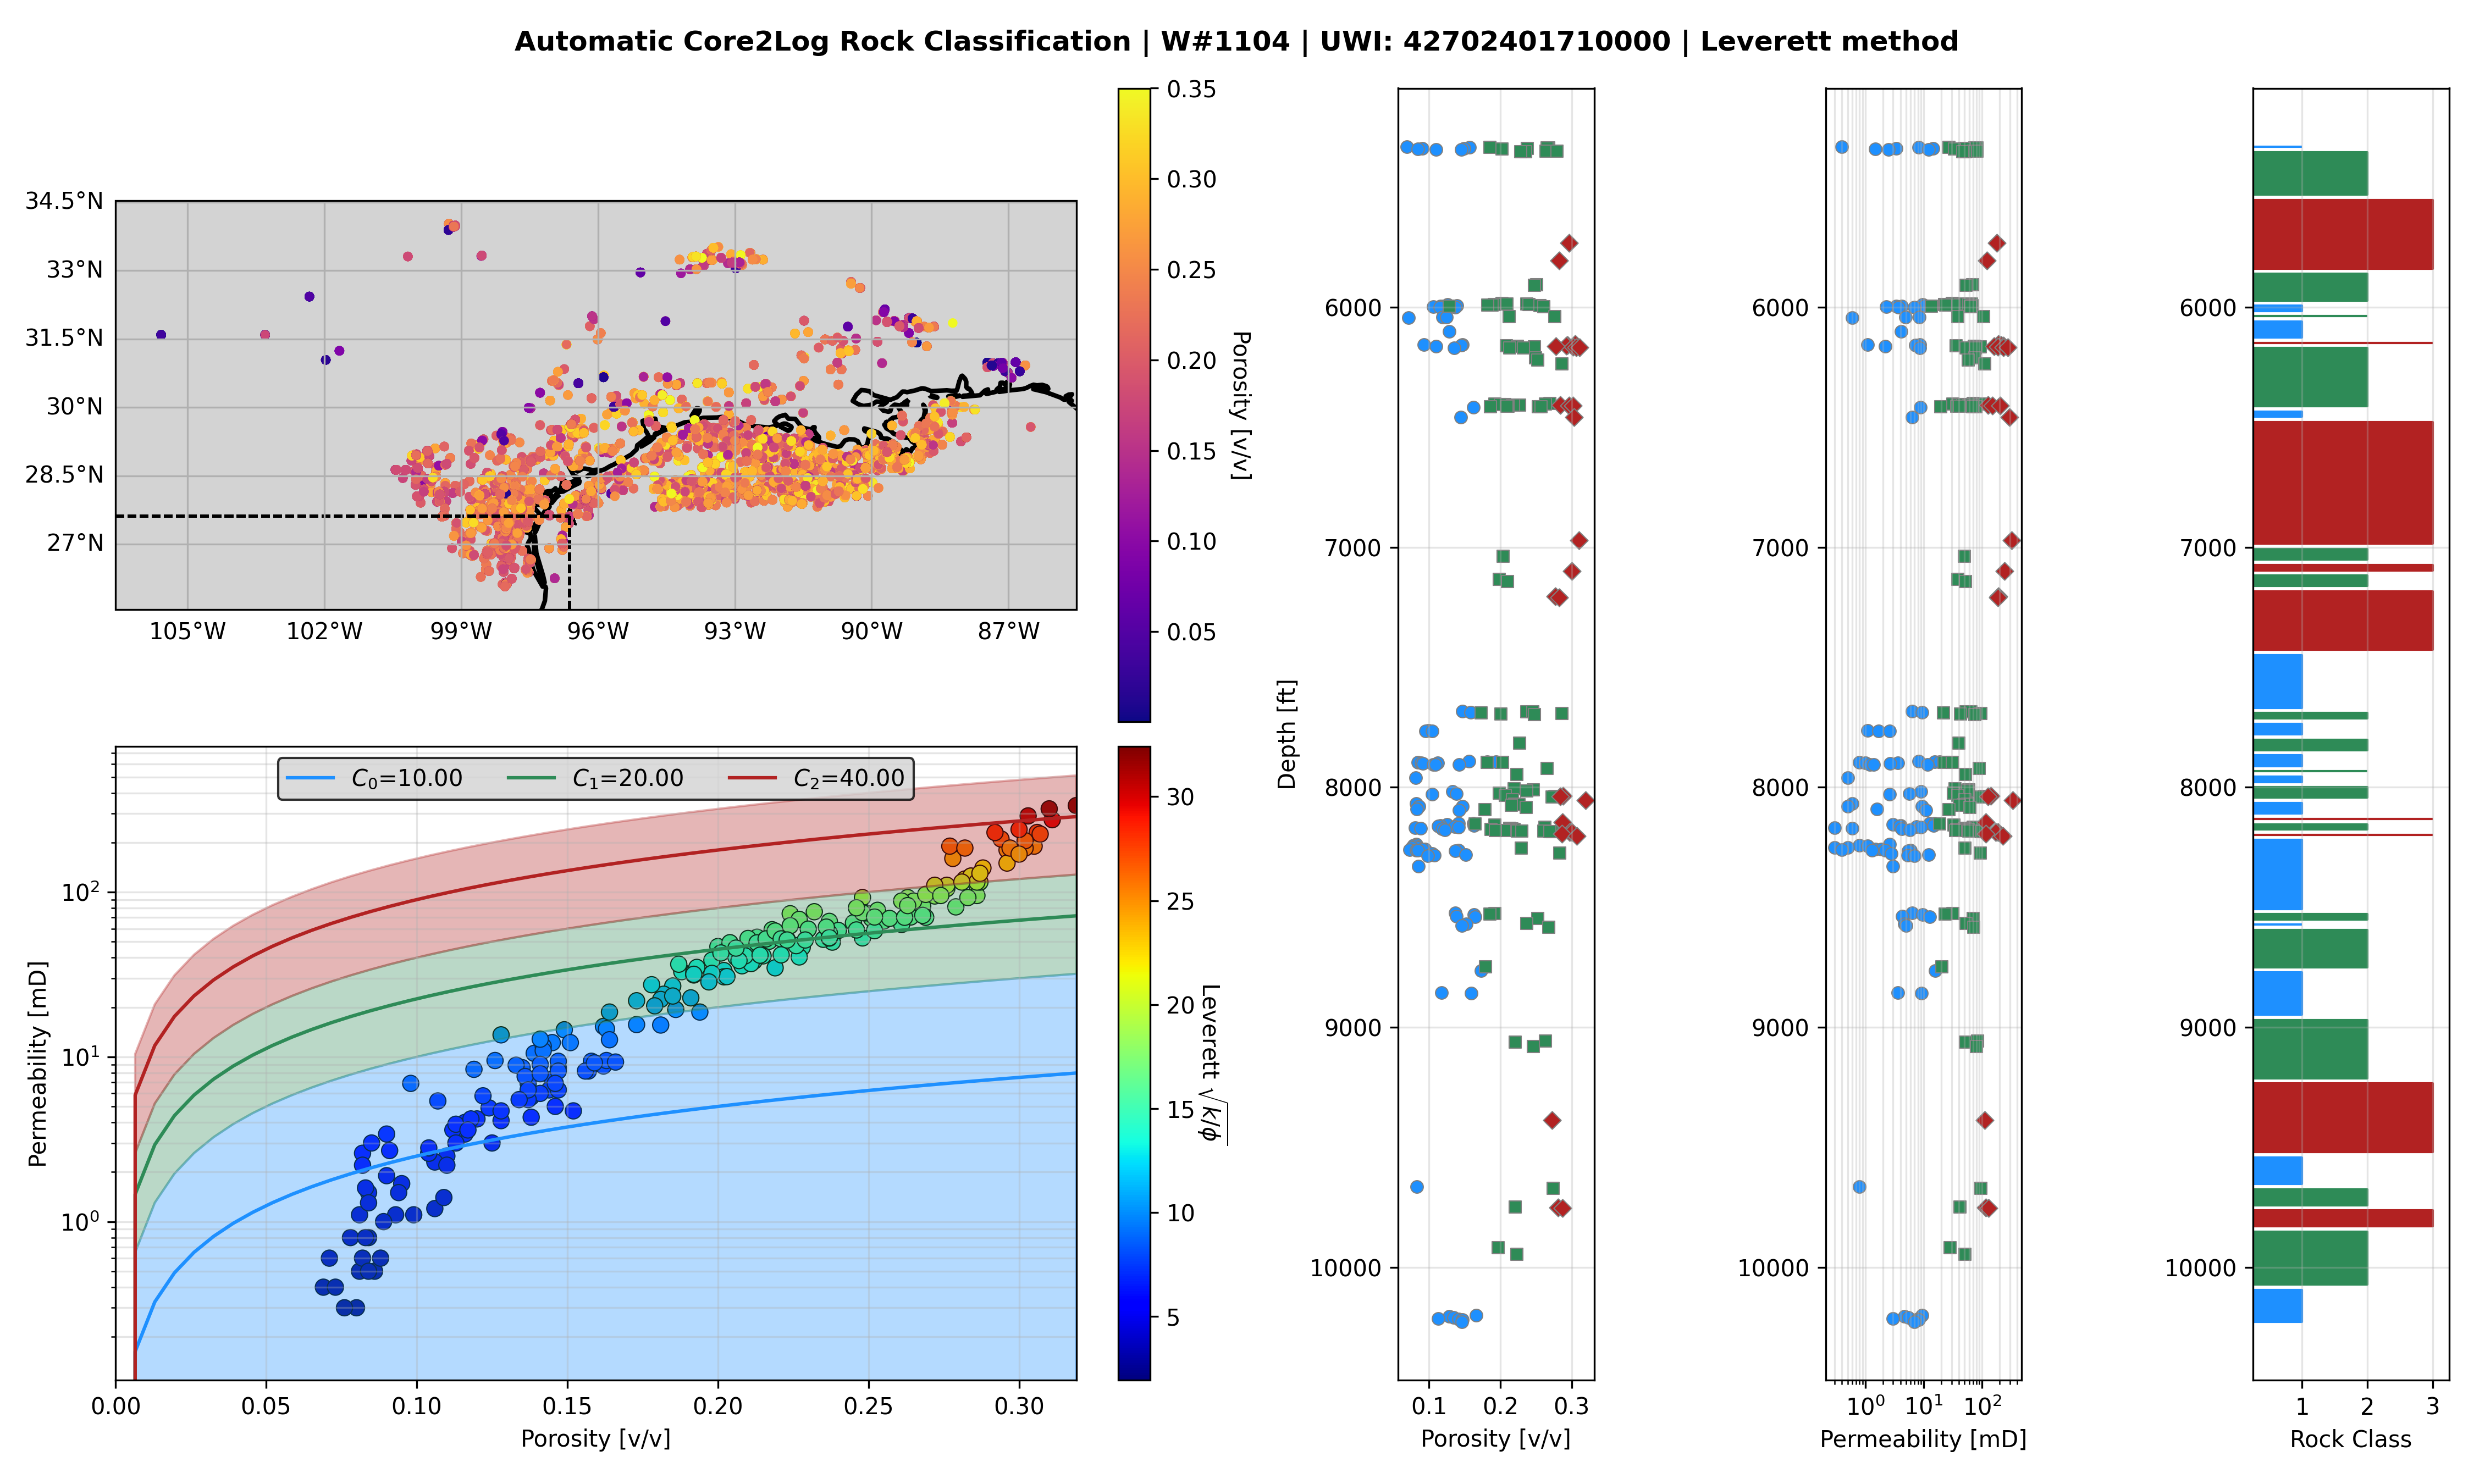 Automatic Core2Log Rock Classification | W#1104 | UWI: 42702401710000 | Leverett method
34.5°N
33°N
31.5°N
30°N
28.5°N
27°N
105°W 102°W 99°W 96°W 93°W 90°W 87°W
0.35
0.30
0.25
0.20
0.15
0.10
0.05
Porosity [v/v]
C₀=10.00 C₁=20.00 C₂=40.00
10²
10¹
10⁰
Permeability [mD]
0.00 0.05 0.10 0.15 0.20 0.25 0.30
Porosity [v/v]
30
25
20
15
10
5
Leverett √k/ϕ
Depth [ft]
6000
7000
8000
9000
10000
0.1 0.2 0.3
Porosity [v/v]
6000
7000
8000
9000
10000
10⁰ 10¹ 10²
Permeability [mD]
6000
7000
8000
9000
10000
1 2 3
Rock Class